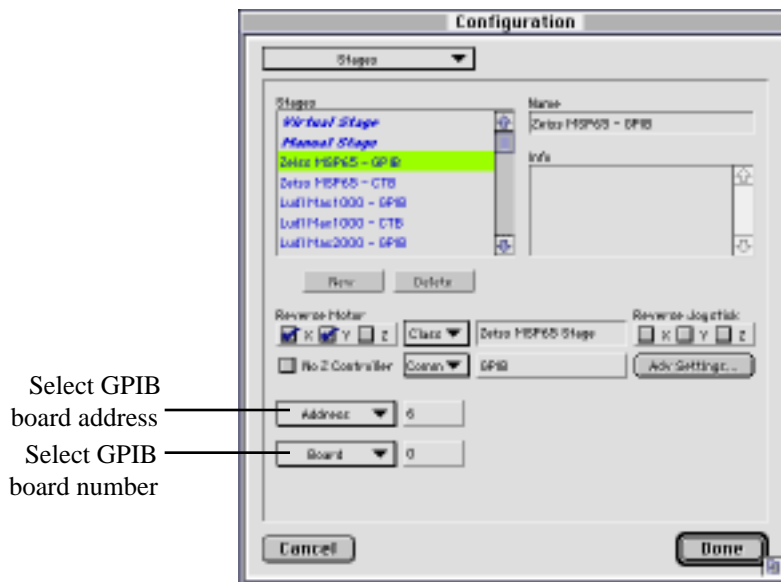 Configuration
Stages
Stages
Virtual Stage
Manual Stage
Zeiss MSP65 - GPIB
Zeiss MSP65 - CTB
Ludl Mac1000 - GPIB
Ludl Mac1000 - CTB
Ludl Mac2000 - GPIB
Name
Zeiss MSP65 - GPIB
Info
New
Delete
Reverse Motor
X Y Z
Class
Zeiss MSP65 Stage
Reverse Joystick
X Y Z
No Z Controller
Comm
GPIB
Adv Settings...
Select GPIB
board address
Address
6
Select GPIB
board number
Board
0
Cancel
Done